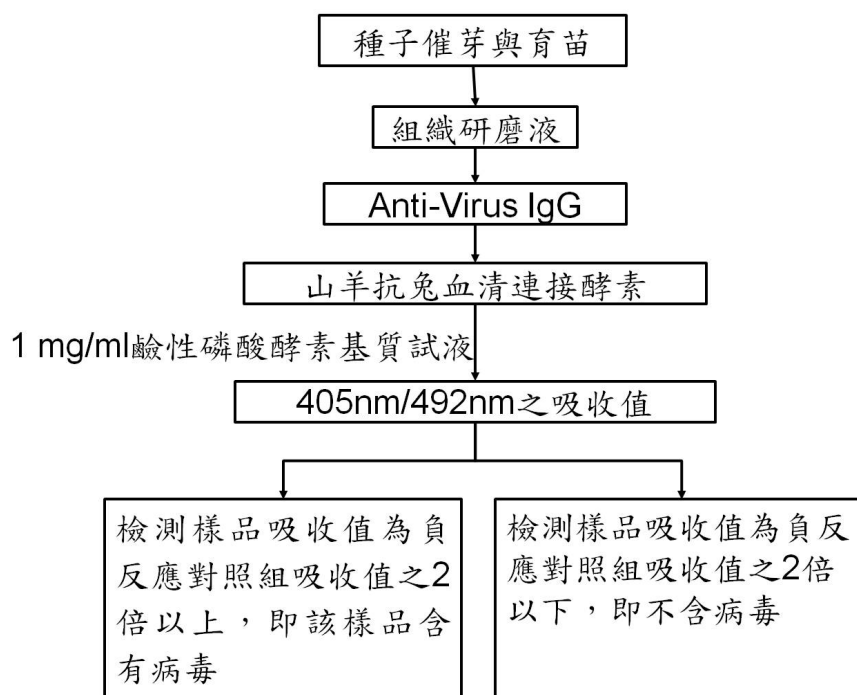 種子催芽與育苗
組織研磨液
Anti-Virus IgG
山羊抗兔血清連接酵素
1 mg/ml鹼性磷酸酵素基質試液
405nm/492nm之吸收值
檢測樣品吸收值為負
反應對照組吸收值之2
倍以上，即該樣品含
有病毒
檢測樣品吸收值為負反
應對照組吸收值之2倍
以下，即不含病毒